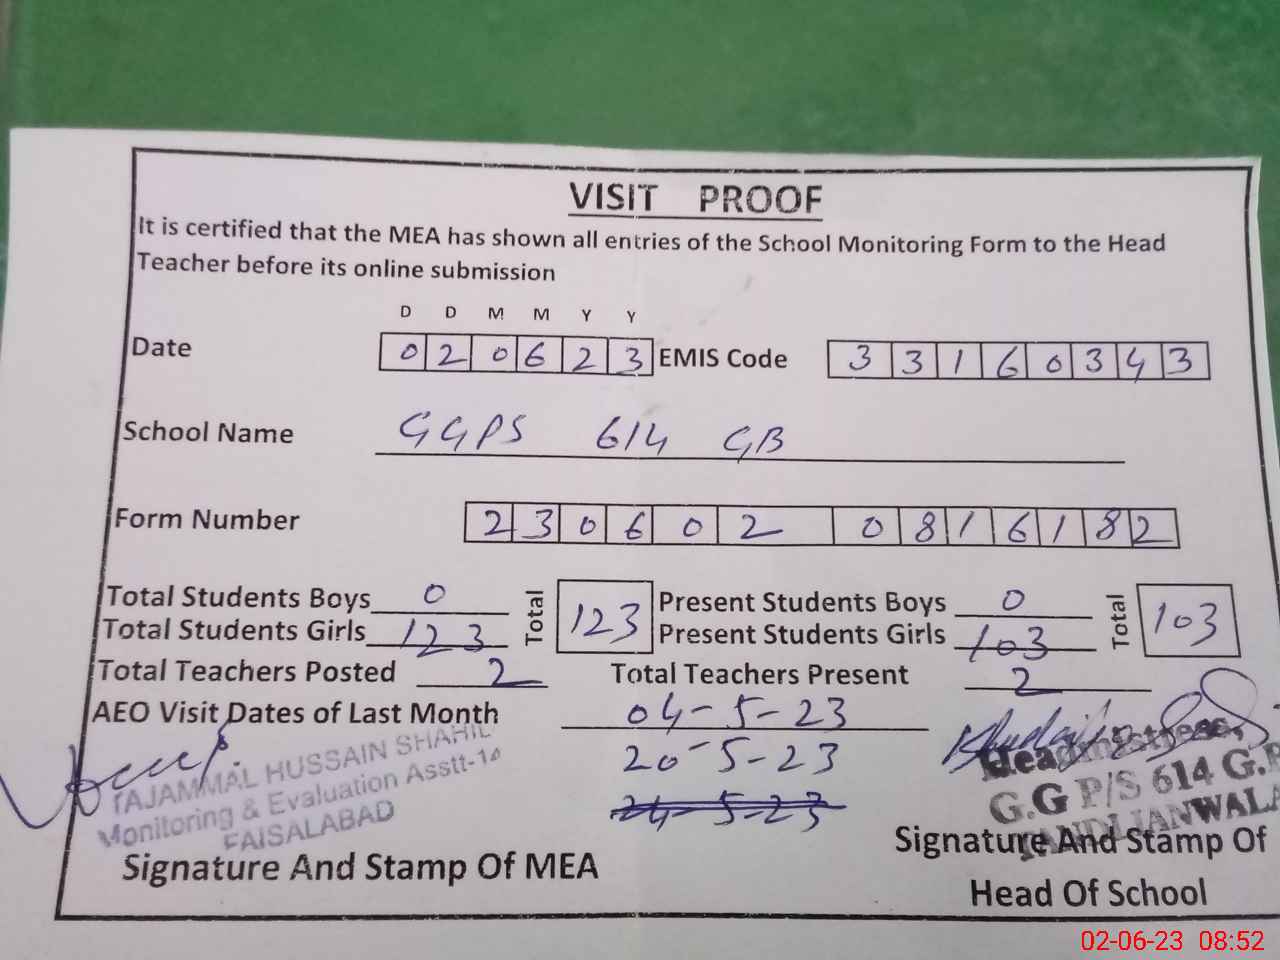 VISIT PROOF
It is certified that the MEA has shown all entries of the School Monitoring Form to the Head
Teacher before its online submission
D D M M Y Y
Date 0 2 0 6 2 3 EMIS Code 3 3 1 6 0 3 4 3
School Name GGPS 614 GB
Form Number 2 3 0 6 0 2 0 8 1 6 1 8 2
Total Students Boys 0 Total 123 Present Students Boys 0 Total 103
Total Students Girls 123 Present Students Girls 103
Total Teachers Posted 2 Total Teachers Present 2
AEO Visit Dates of Last Month 04-5-23
20-5-23
24-5-23
TAJAMMAL HUSSAIN SHAHI
Monitoring & Evaluation Asstt-14
FAISALABAD
Headmistress,
G.G P/S 614 G.B
TANDLIANWALA
Signature And Stamp Of MEA
Signature And Stamp Of
Head Of School
02-06-23 08:52